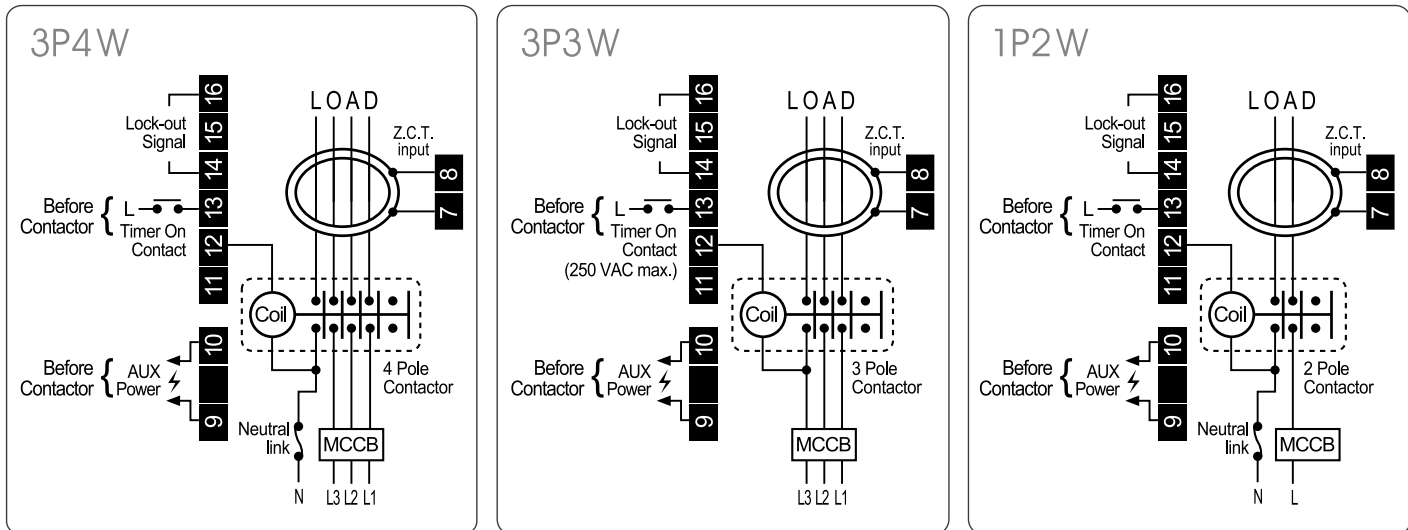 3P4W
16
15
14
13
12
11
10
9
Lock-out
Signal
Before
Contactor
L
Timer On
Contact
Before
Contactor
AUX
Power
LOAD
Z.C.T.
input
8
7
Coil
4 Pole
Contactor
Neutral
link
MCCB
N L3 L2 L1
3P3W
16
15
14
13
12
11
10
9
Lock-out
Signal
Before
Contactor
L
Timer On
Contact
(250 VAC max.)
Before
Contactor
AUX
Power
LOAD
Z.C.T.
input
8
7
Coil
3 Pole
Contactor
MCCB
L3 L2 L1
1P2W
16
15
14
13
12
11
10
9
Lock-out
Signal
Before
Contactor
L
Timer On
Contact
Before
Contactor
AUX
Power
LOAD
Z.C.T.
input
8
7
Coil
2 Pole
Contactor
Neutral
link
MCCB
N L